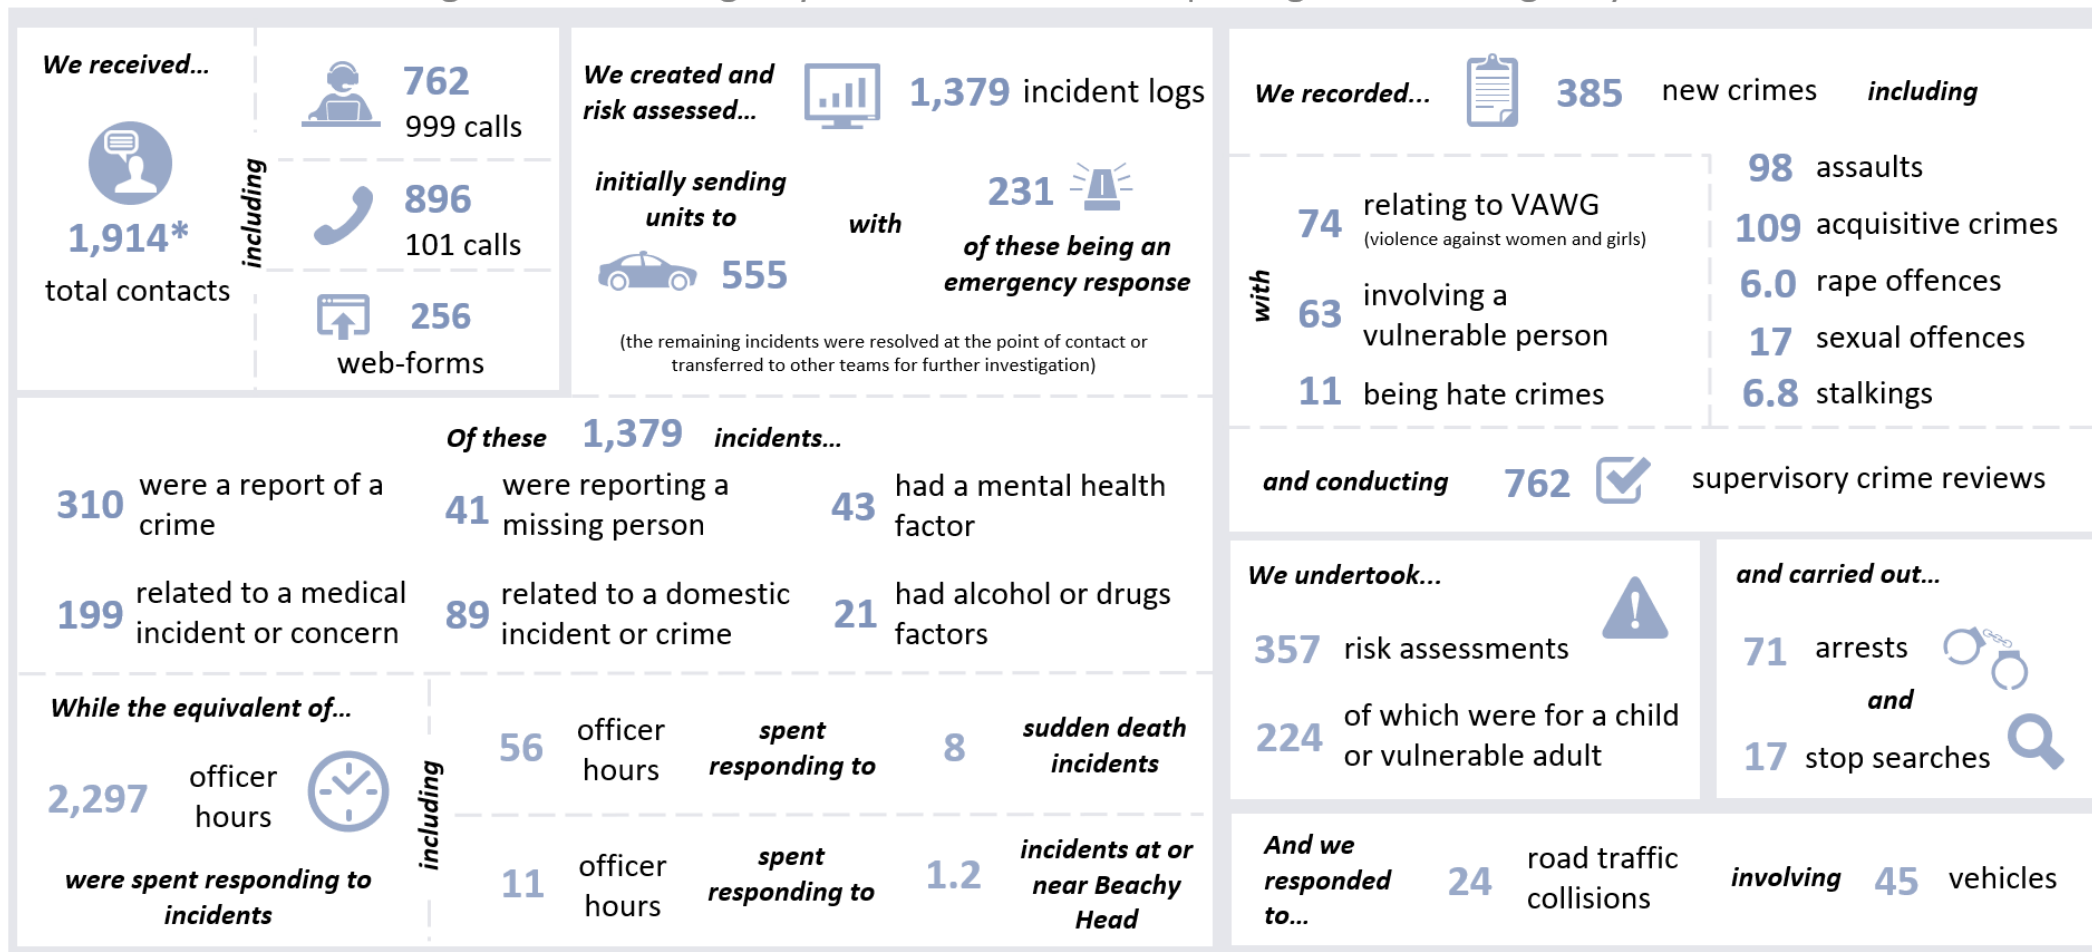 We received...
1,914*
total contacts
including
762
999 calls
896
101 calls
256
web-forms
We created and
risk assessed...
1,379 incident logs
initially sending
units to
555
with
231
of these being an
emergency response
(the remaining incidents were resolved at the point of contact or
transferred to other teams for further investigation)
Of these 1,379 incidents...
310 were a report of a
crime
41 were reporting a
missing person
43 had a mental health
factor
199 related to a medical
incident or concern
89 related to a domestic
incident or crime
21 had alcohol or drugs
factors
While the equivalent of...
2,297 officer
hours
were spent responding to
incidents
including
56 officer
hours
spent
responding to
8
sudden death
incidents
11 officer
hours
spent
responding to
1.2
incidents at or
near Beachy
Head
We recorded... 385 new crimes including
with
74 relating to VAWG
(violence against women and girls)
63 involving a
vulnerable person
11 being hate crimes
98 assaults
109 acquisitive crimes
6.0 rape offences
17 sexual offences
6.8 stalkings
and conducting 762 supervisory crime reviews
We undertook...
357 risk assessments
224 of which were for a child
or vulnerable adult
and carried out...
71 arrests
and
17 stop searches
And we
responded
to...
24 road traffic
collisions
involving 45 vehicles